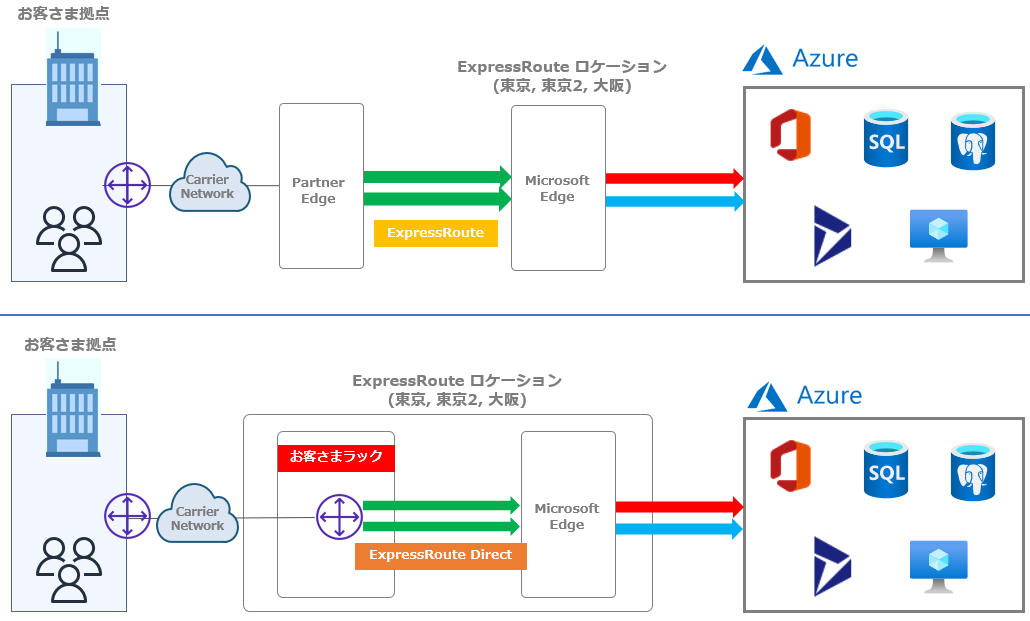 お客さま拠点
ExpressRoute ロケーション
(東京, 東京2, 大阪)
Azure
Carrier
Network
Partner
Edge
Microsoft
Edge
ExpressRoute
SQL
お客さま拠点
ExpressRoute ロケーション
(東京, 東京2, 大阪)
Azure
お客さまラック
Carrier
Network
Microsoft
Edge
ExpressRoute Direct
SQL